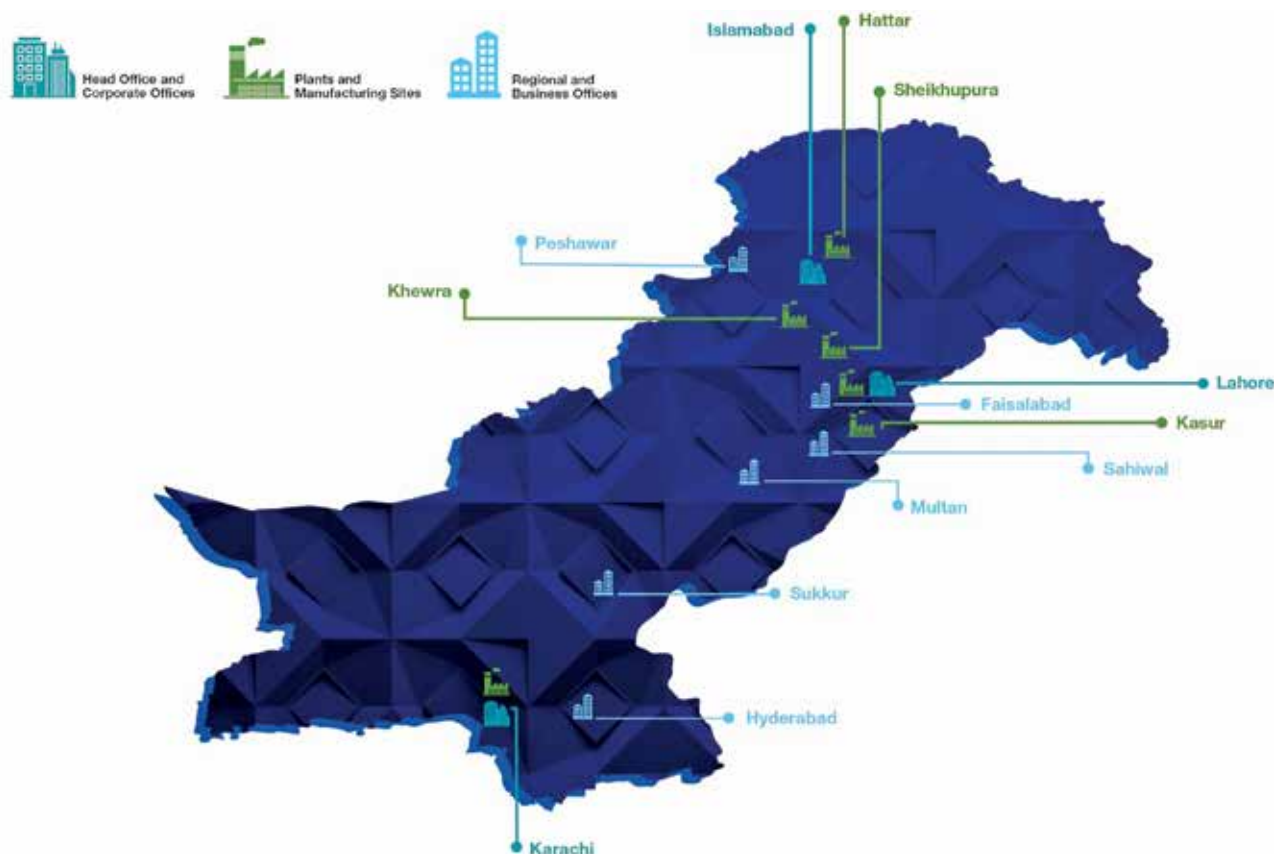 Head Office and
Corporate Offices
Plants and
Manufacturing Sites
Regional and
Business Offices
Islamabad
Hattar
Sheikhupura
Peshawar
Khewra
Lahore
Faisalabad
Kasur
Sahiwal
Multan
Sukkur
Hyderabad
Karachi